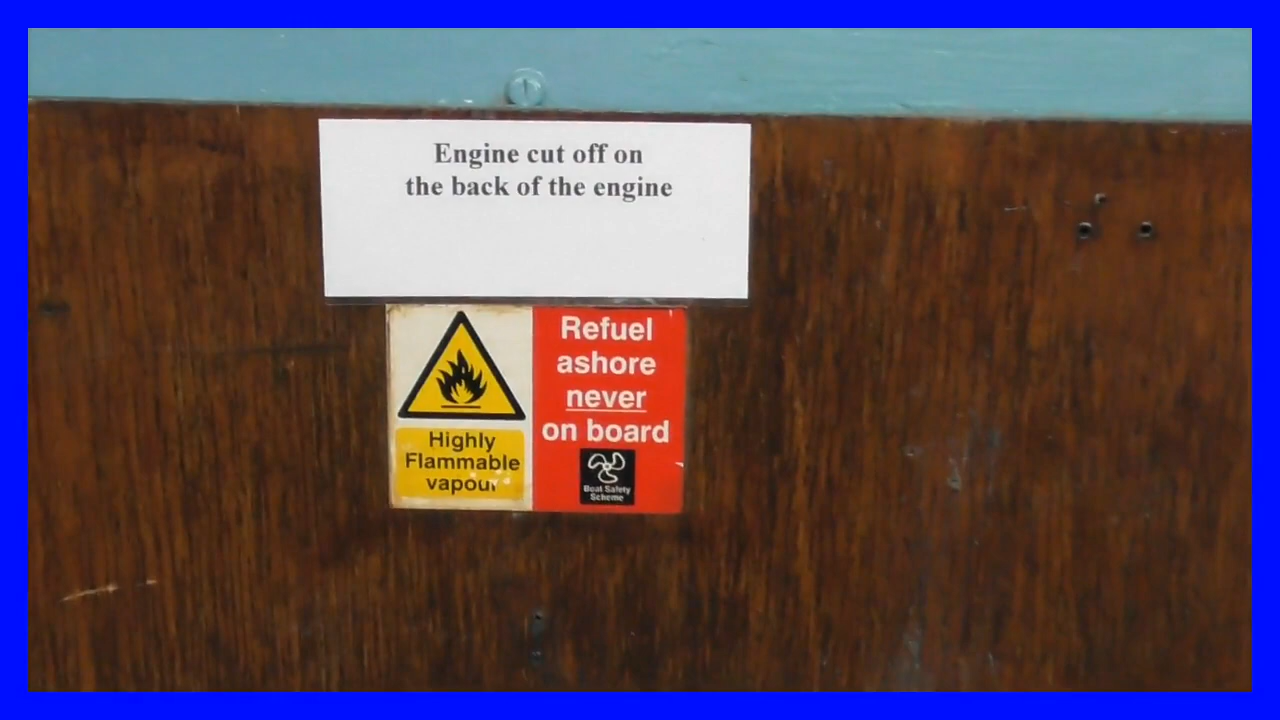 Engine cut off on
the back of the engine
Highly
Flammable
vapour
Refuel
ashore
never
on board
Boat Safety
Scheme